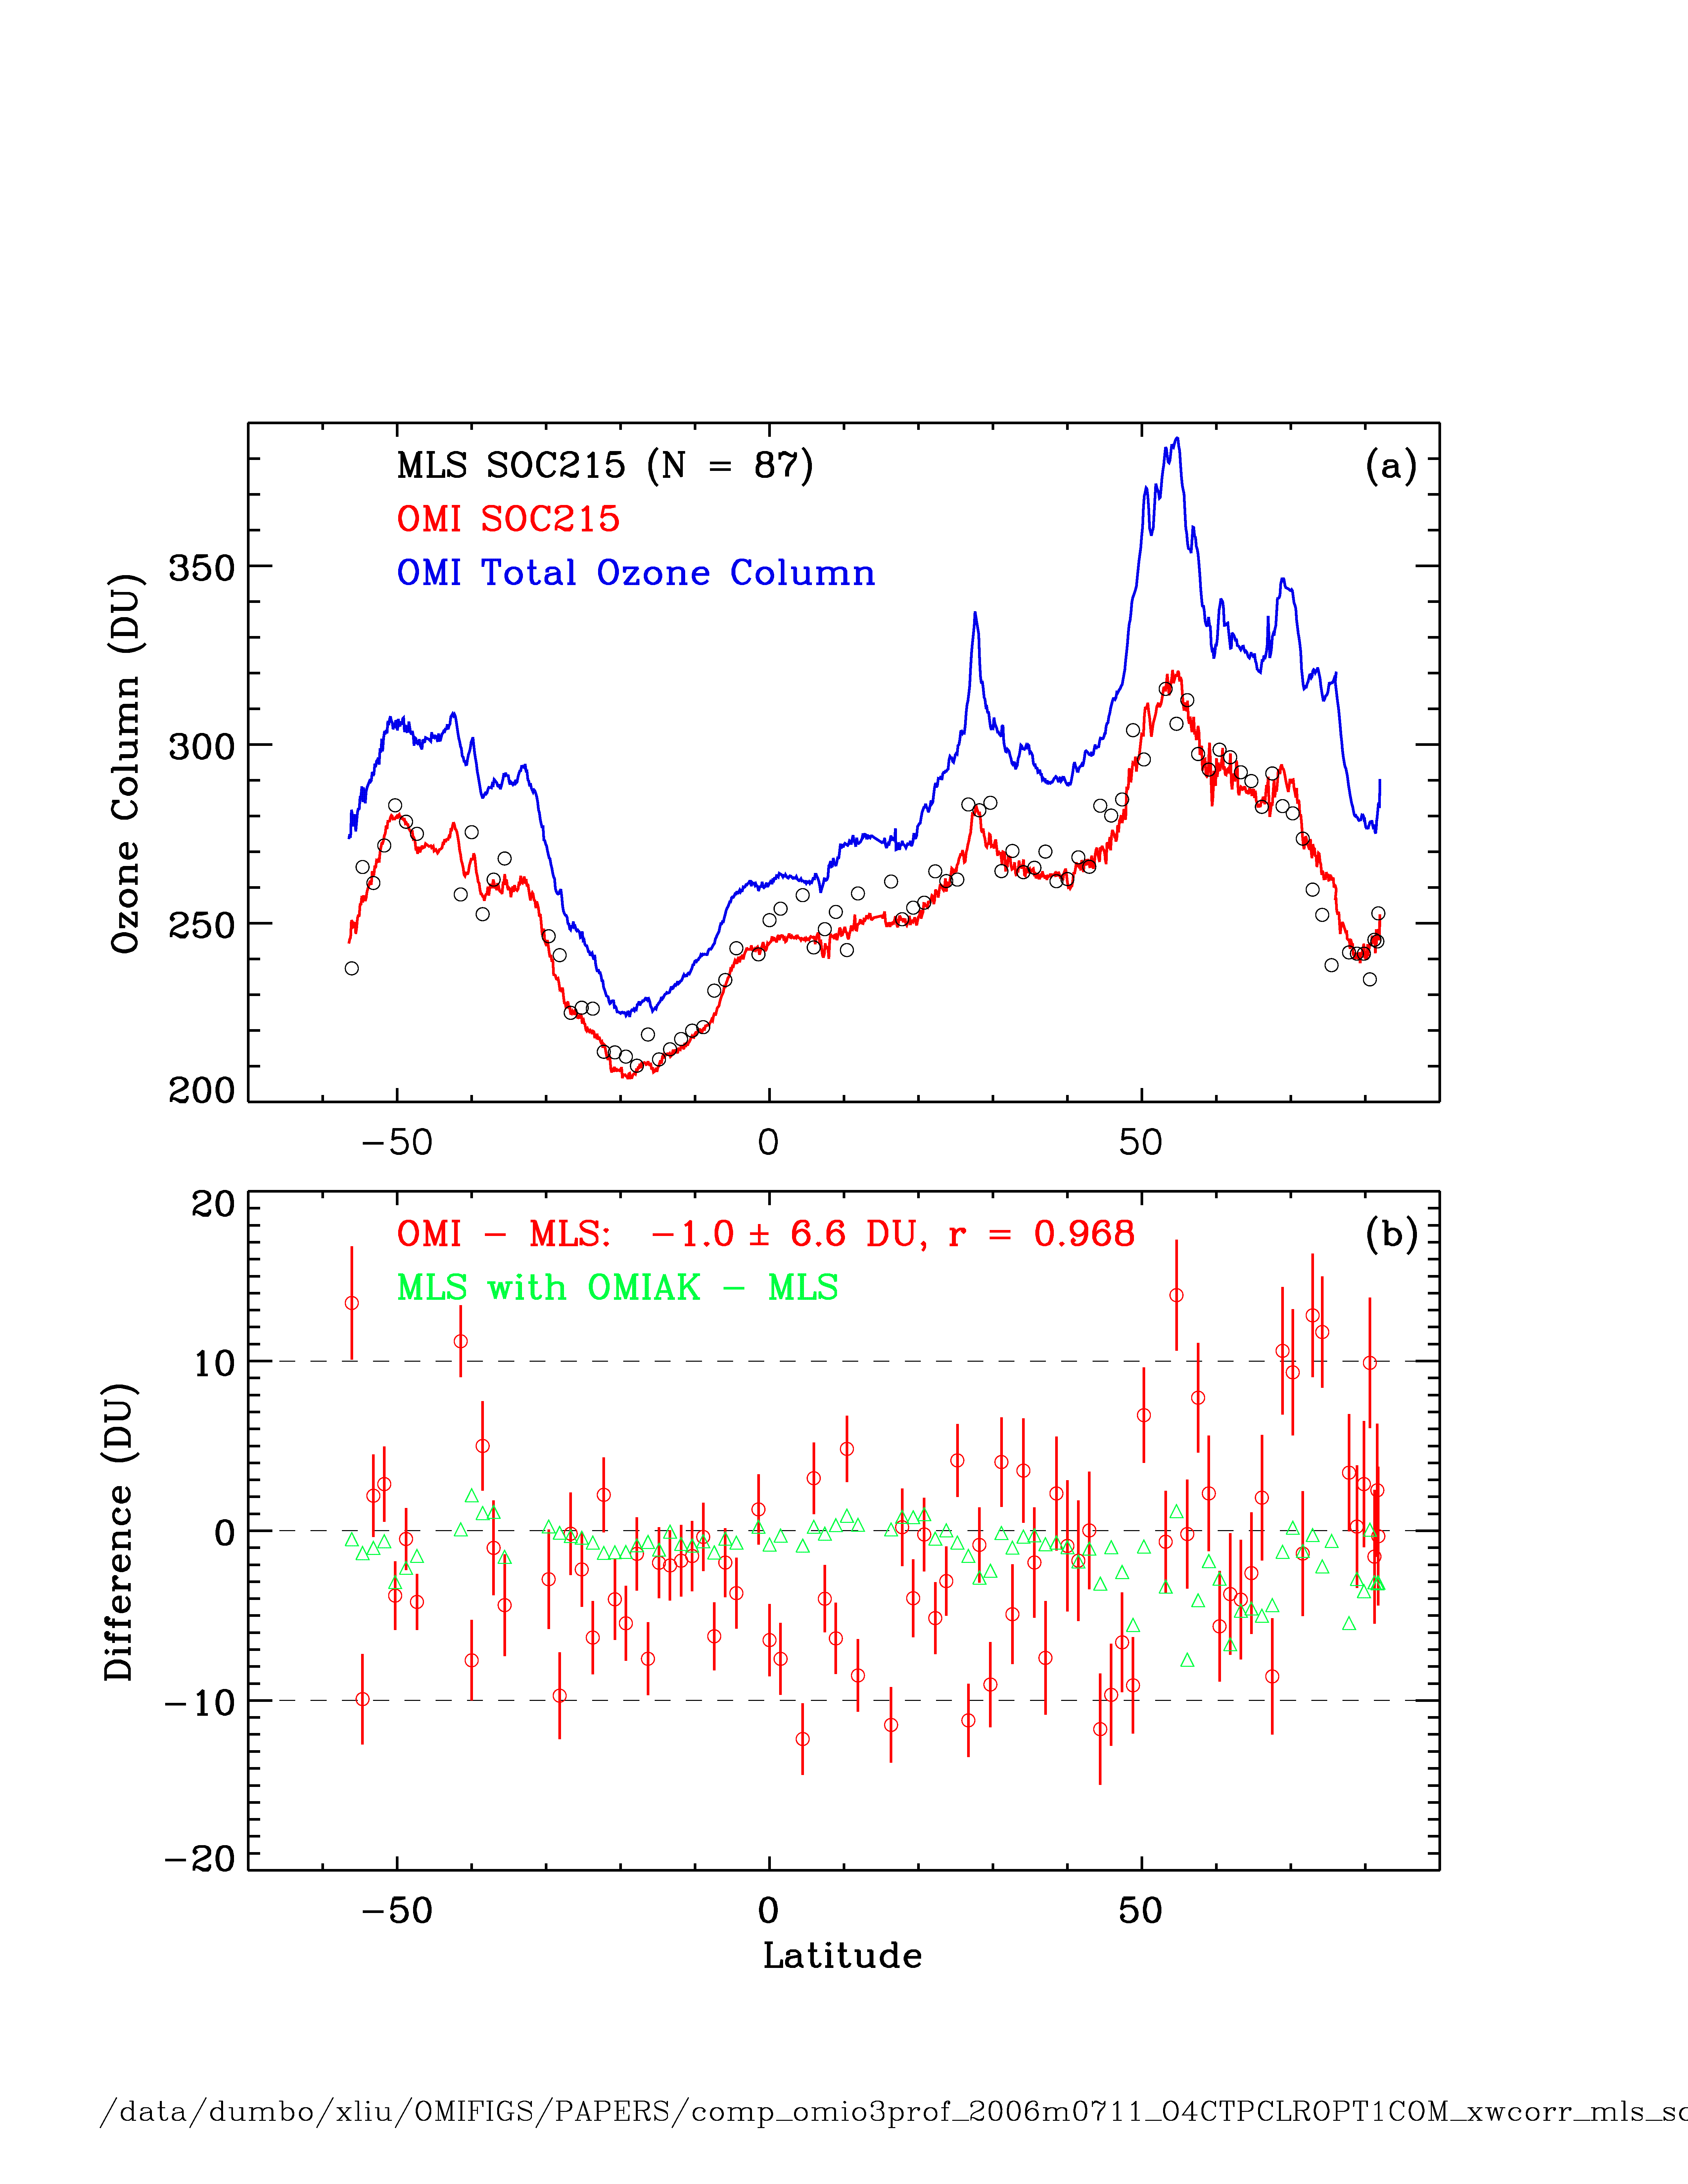 MLS SOC215 (N = 87)
(a)
OMI SOC215
OMI Total Ozone Column
Ozone Column (DU)
350
300
250
200
−50
0
50
OMI − MLS: −1.0 ± 6.6 DU, r = 0.968
(b)
MLS with OMIAK − MLS
Difference (DU)
20
10
0
−10
−20
−50
0
50
Latitude
/data/dumbo/xliu/OMIFIGS/PAPERS/comp_omio3prof_2006m0711_O4CTPCLROPT1COM_xwcorr_mls_so